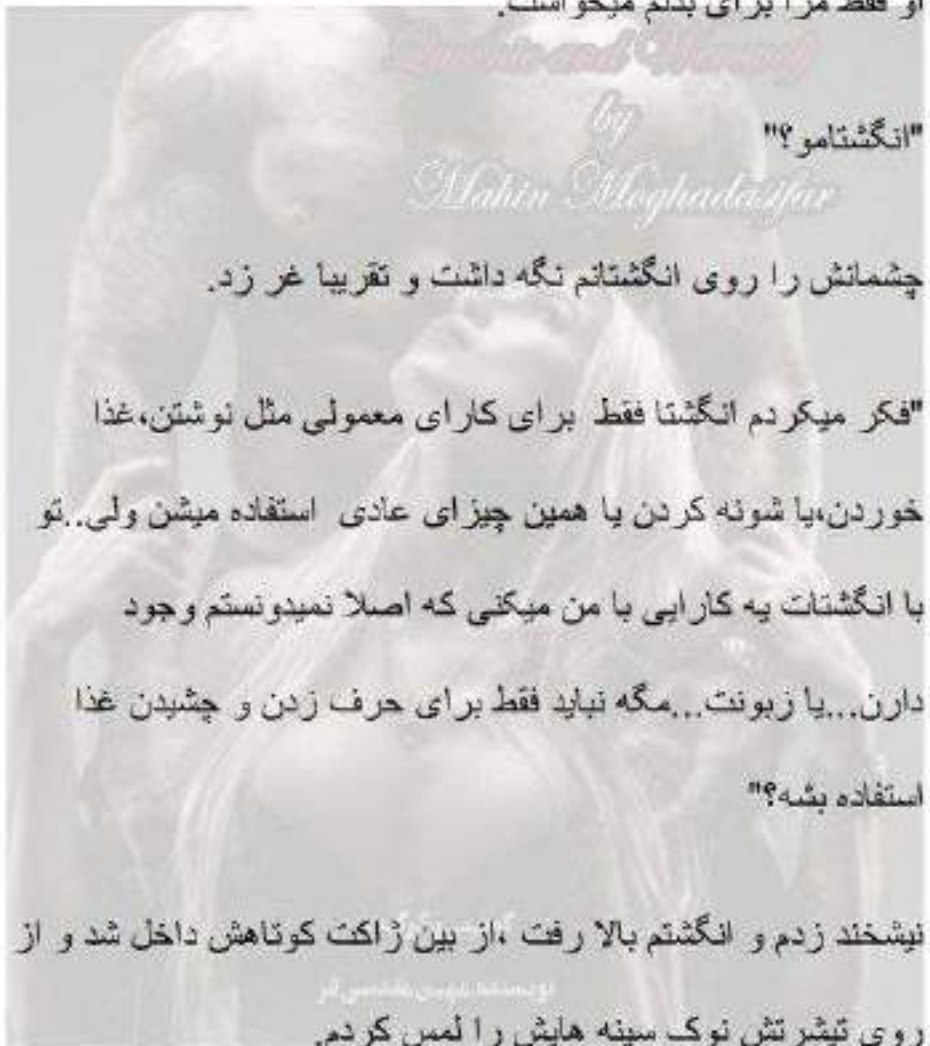 او فقط مرا برای بدنم میخواست.
by
"انگشتامو؟"
Mahin Moghadasifar
چشمانش را روی انگشتانم نگه داشت و تقریبا غر زد.
"فکر میکردم انگشتا فقط برای کارای معمولی مثل نوشتن،غذا
خوردن،یا شونه کردن یا همین چیزای عادی استفاده میشن ولی..تو
با انگشتات یه کارایی با من میکنی که اصلا نمیدونستم وجود
دارن...یا زبونت...مگه نباید فقط برای حرف زدن و چشیدن غذا
استفاده بشه؟"
نیشخند زدم و انگشتم بالا رفت ،از بین ژاکت کوتاهش داخل شد و از
روی تیشرتش نوک سینه هایش را لمس کردم.